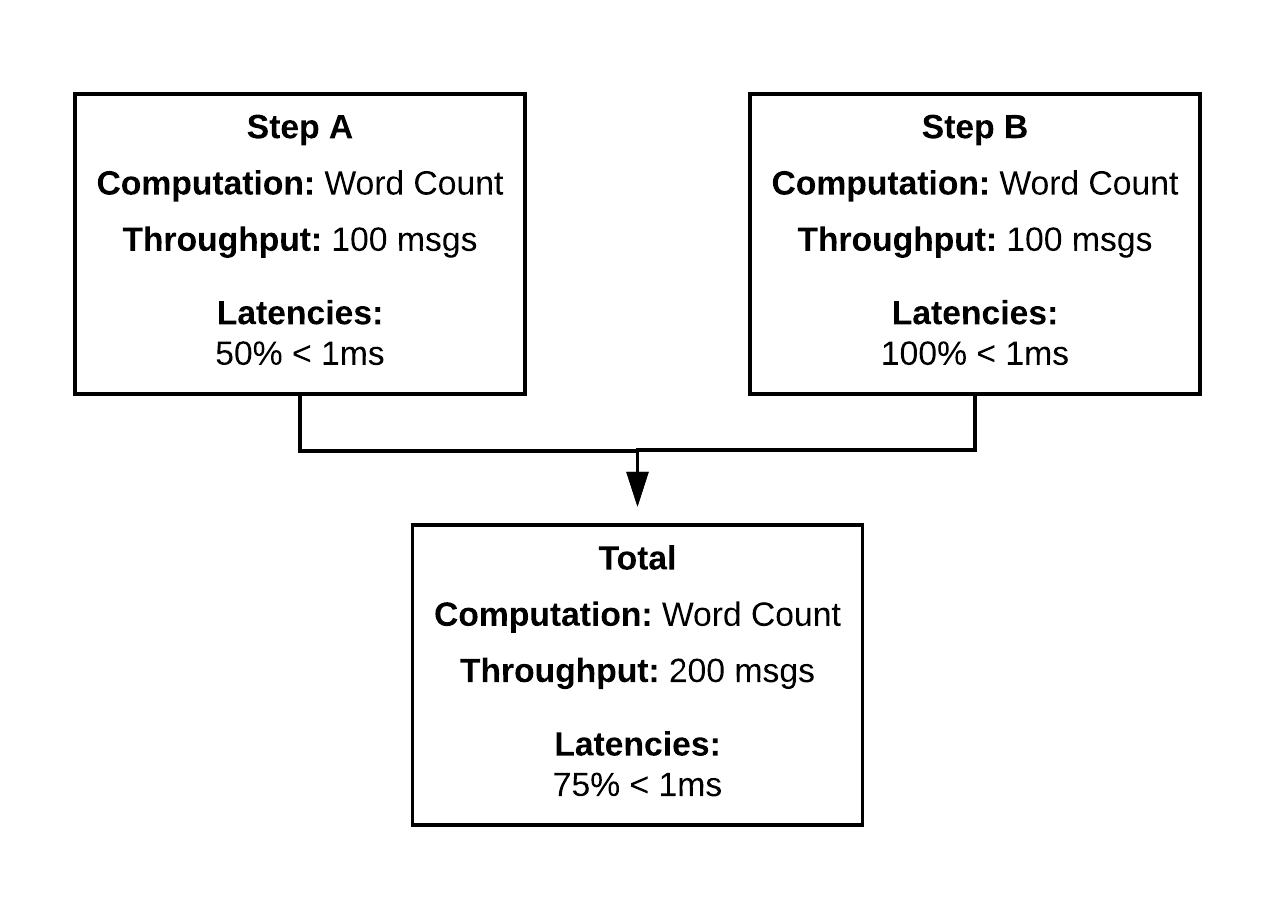 Step A
Computation: Word Count
Throughput: 100 msgs
Latencies:
50% < 1ms
Step B
Computation: Word Count
Throughput: 100 msgs
Latencies:
100% < 1ms
Total
Computation: Word Count
Throughput: 200 msgs
Latencies:
75% < 1ms